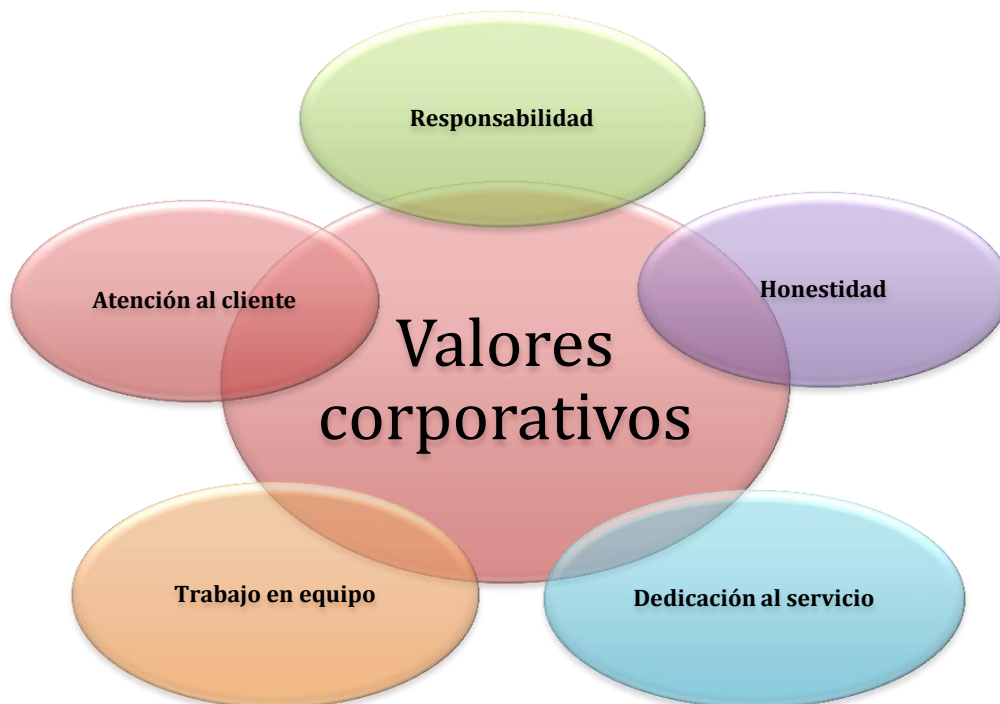 Responsabilidad
Atención al cliente
Honestidad
Valores
corporativos
Trabajo en equipo
Dedicación al servicio